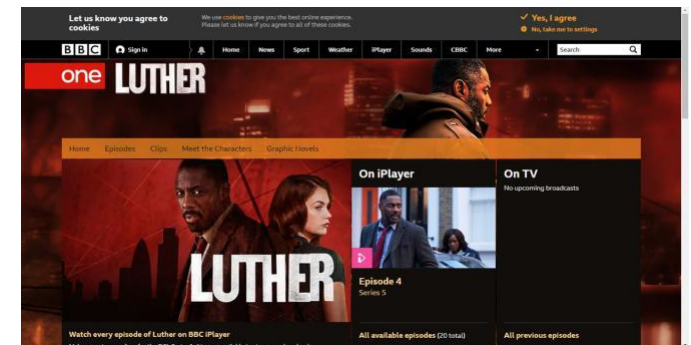 Let us know you agree to
cookies
We use cookies to give you the best online experience.
Please let us know if you agree to all of these cookies.
Yes, I agree
No, take me to settings
BBC
Sign in
Home
News
Sport
Weather
iPlayer
Sounds
CBBC
More
Search
one
LUTHER
Home
Episodes
Clips
Meet the Characters
Graphic Novels
LUTHER
On iPlayer
Episode 4
Series 5
On TV
No upcoming broadcasts
Watch every episode of Luther on BBC iPlayer
All available episodes (20 total)
All previous episodes